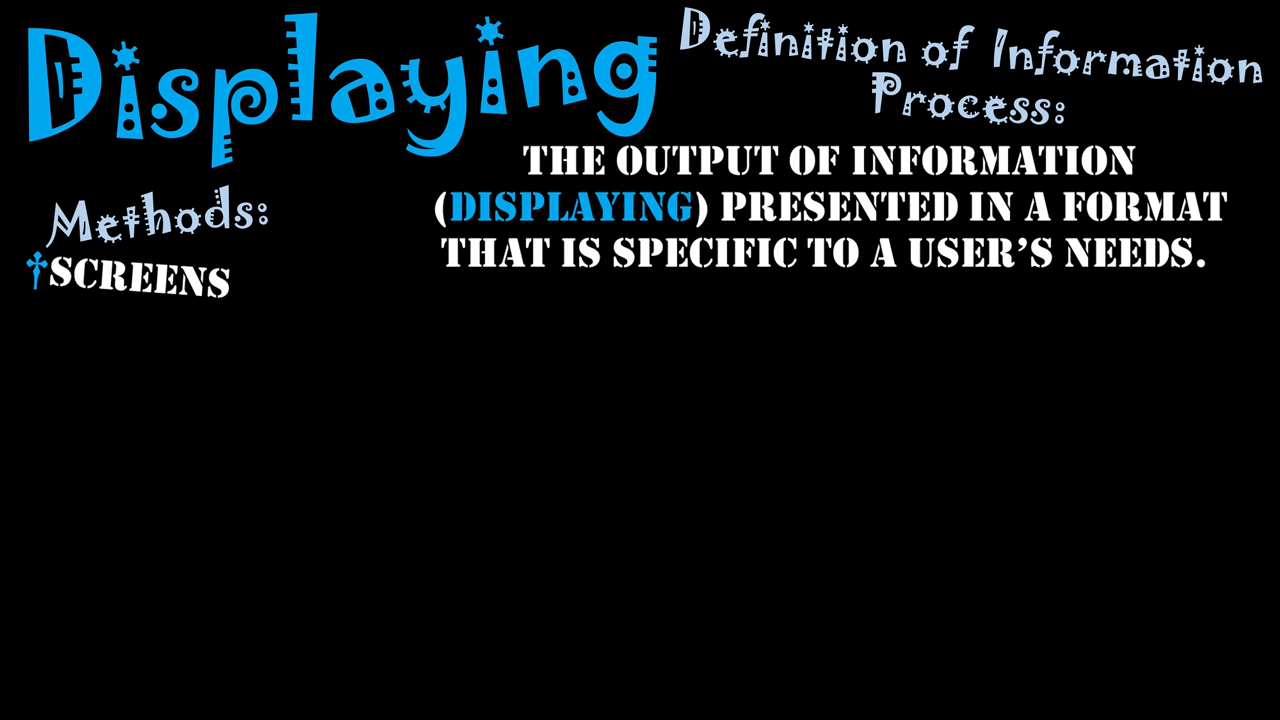 Displaying
Definition of Information
Process:
THE OUTPUT OF INFORMATION
(DISPLAYING) PRESENTED IN A FORMAT
THAT IS SPECIFIC TO A USER’S NEEDS.
Methods:
†SCREENS